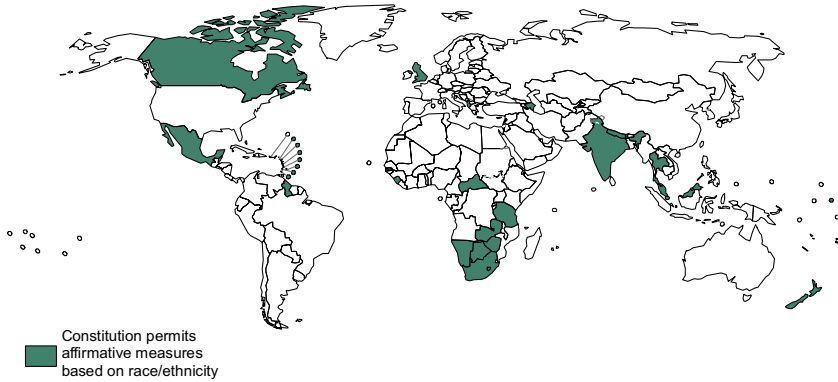 Constitution permits
affirmative measures
based on race/ethnicity